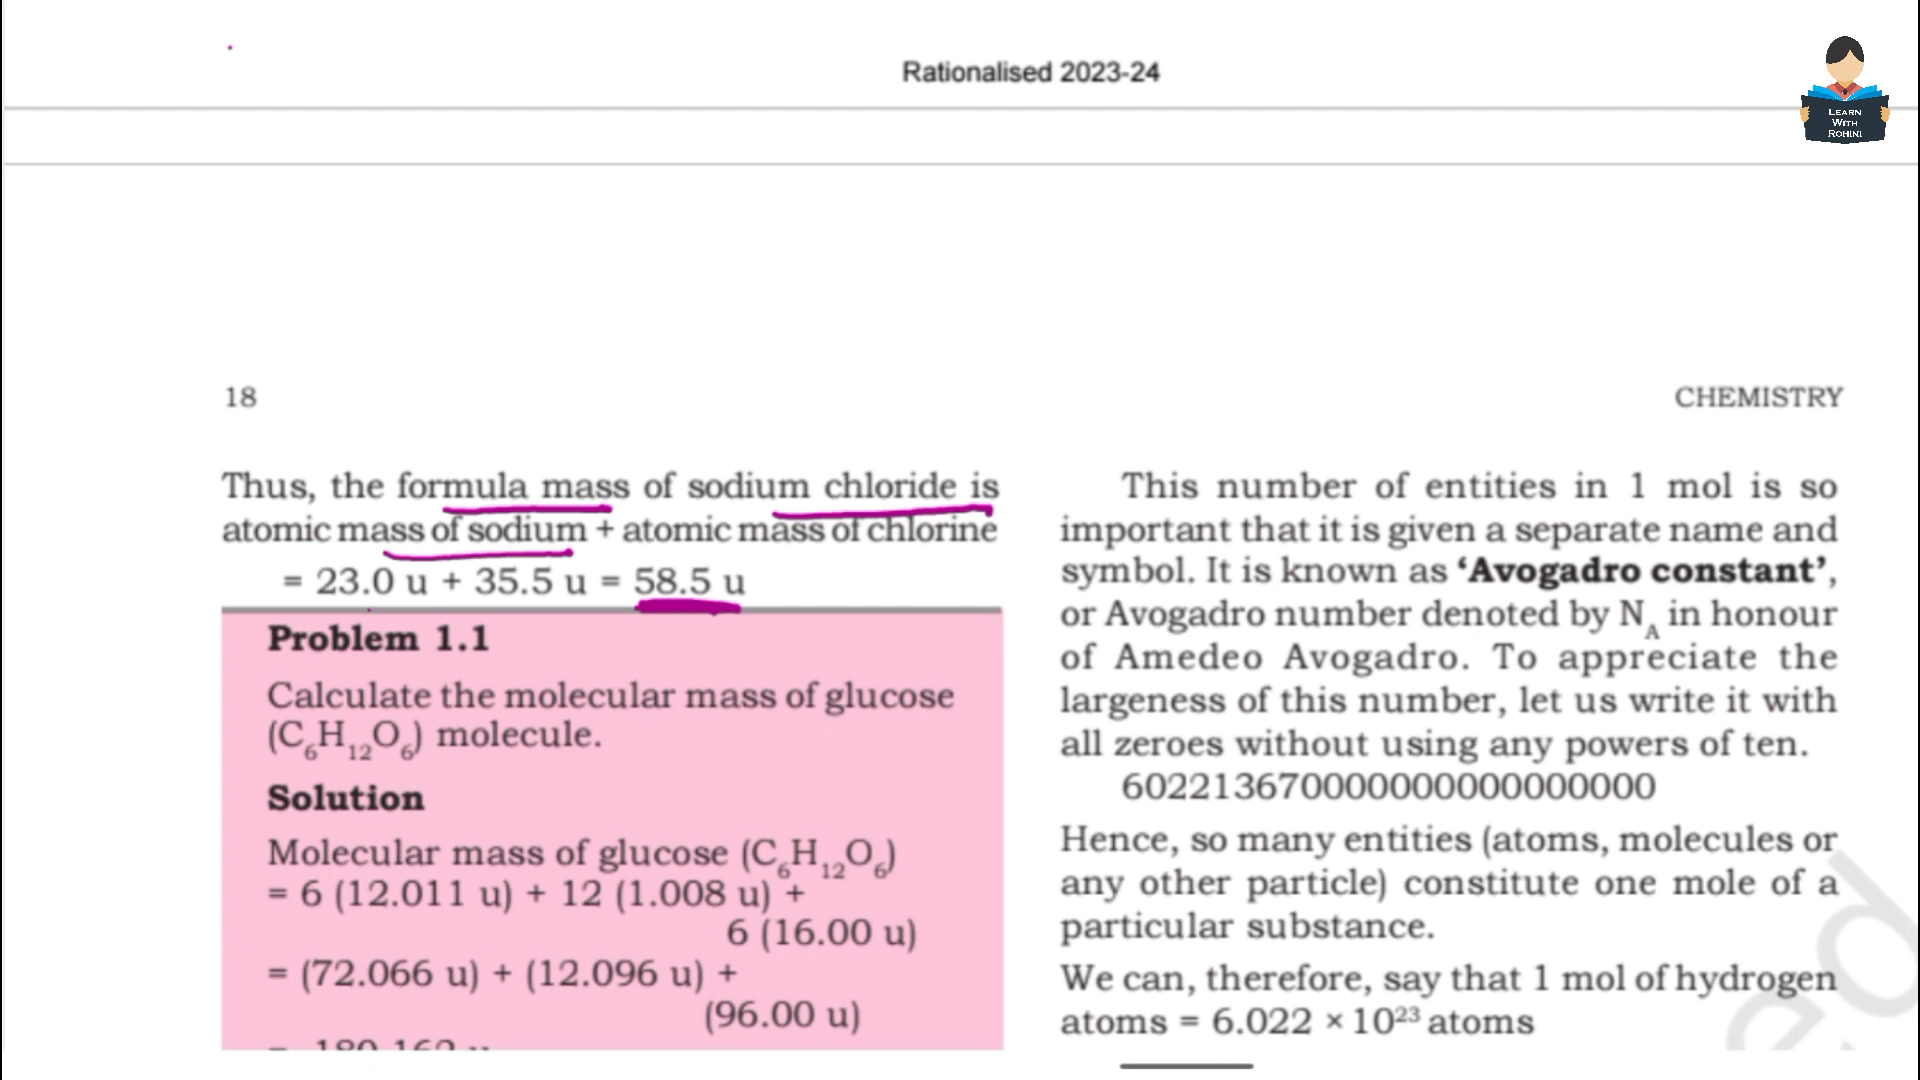 Rationalised 2023-24
LEARN
WITH
ROHINI
18
CHEMISTRY
Thus, the formula mass of sodium chloride is
atomic mass of sodium + atomic mass of chlorine
= 23.0 u + 35.5 u = 58.5 u
Problem 1.1
Calculate the molecular mass of glucose
(C₆H₁₂O₆) molecule.
Solution
Molecular mass of glucose (C₆H₁₂O₆)
= 6 (12.011 u) + 12 (1.008 u) +
6 (16.00 u)
= (72.066 u) + (12.096 u) +
(96.00 u)
= 180.162 u
This number of entities in 1 mol is so
important that it is given a separate name and
symbol. It is known as ‘Avogadro constant’,
or Avogadro number denoted by N_A in honour
of Amedeo Avogadro. To appreciate the
largeness of this number, let us write it with
all zeroes without using any powers of ten.
602213670000000000000000
Hence, so many entities (atoms, molecules or
any other particle) constitute one mole of a
particular substance.
We can, therefore, say that 1 mol of hydrogen
atoms = 6.022 × 10²³ atoms